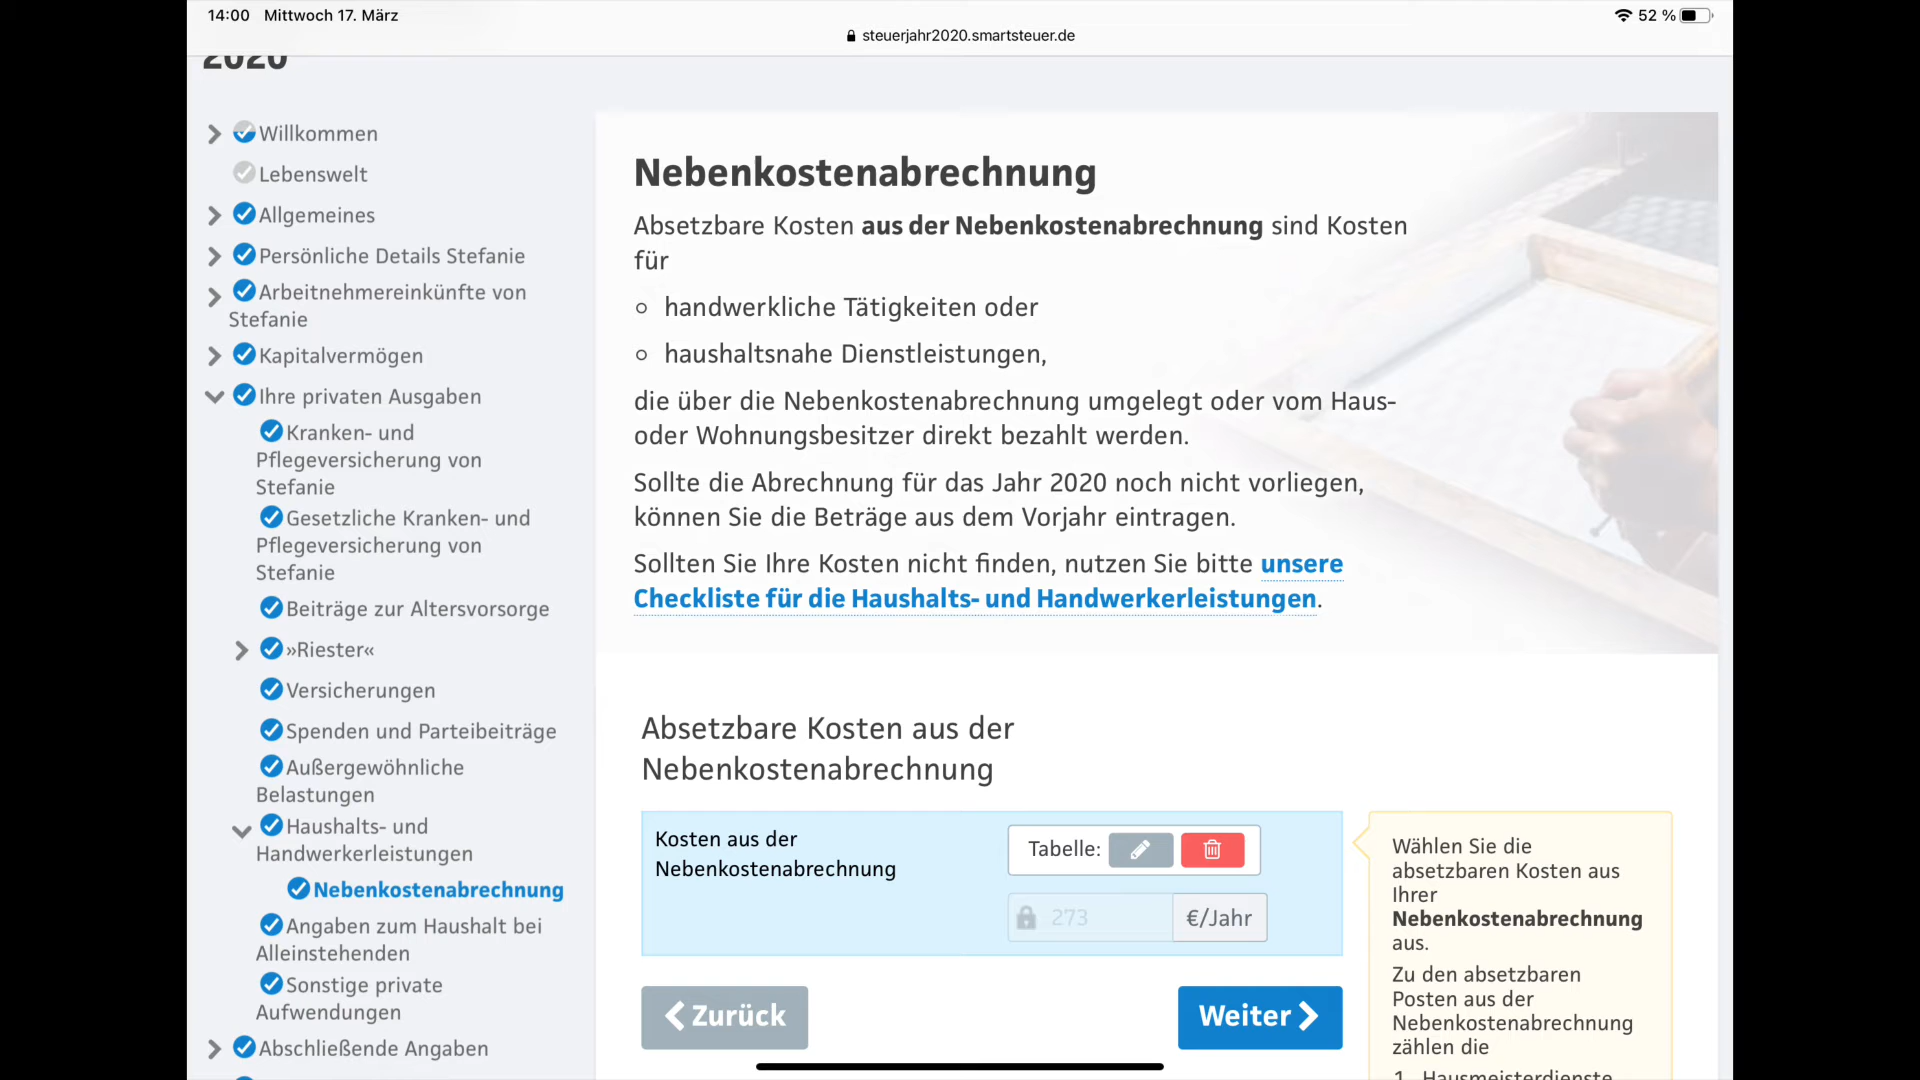 14:00 Mittwoch 17. März
52 %
steuerjahr2020.smartsteuer.de
2020
Willkommen
Lebenswelt
Allgemeines
Persönliche Details Stefanie
Arbeitnehmereinkünfte von
Stefanie
Kapitalvermögen
Ihre privaten Ausgaben
Kranken- und
Pflegeversicherung von
Stefanie
Gesetzliche Kranken- und
Pflegeversicherung von
Stefanie
Beiträge zur Altersvorsorge
»Riester«
Versicherungen
Spenden und Parteibeiträge
Außergewöhnliche
Belastungen
Haushalts- und
Handwerkerleistungen
Nebenkostenabrechnung
Angaben zum Haushalt bei
Alleinstehenden
Sonstige private
Aufwendungen
Abschließende Angaben
Nebenkostenabrechnung
Absetzbare Kosten aus der Nebenkostenabrechnung sind Kosten
für
handwerkliche Tätigkeiten oder
haushaltsnahe Dienstleistungen,
die über die Nebenkostenabrechnung umgelegt oder vom Haus-
oder Wohnungsbesitzer direkt bezahlt werden.
Sollte die Abrechnung für das Jahr 2020 noch nicht vorliegen,
können Sie die Beträge aus dem Vorjahr eintragen.
Sollten Sie Ihre Kosten nicht finden, nutzen Sie bitte unsere
Checkliste für die Haushalts- und Handwerkerleistungen.
Absetzbare Kosten aus der
Nebenkostenabrechnung
Kosten aus der
Nebenkostenabrechnung
Tabelle:
273 €/Jahr
Zurück
Weiter
Wählen Sie die
absetzbaren Kosten aus
Ihrer
Nebenkostenabrechnung
aus.
Zu den absetzbaren
Posten aus der
Nebenkostenabrechnung
zählen die
1. Hausmeisterdienste